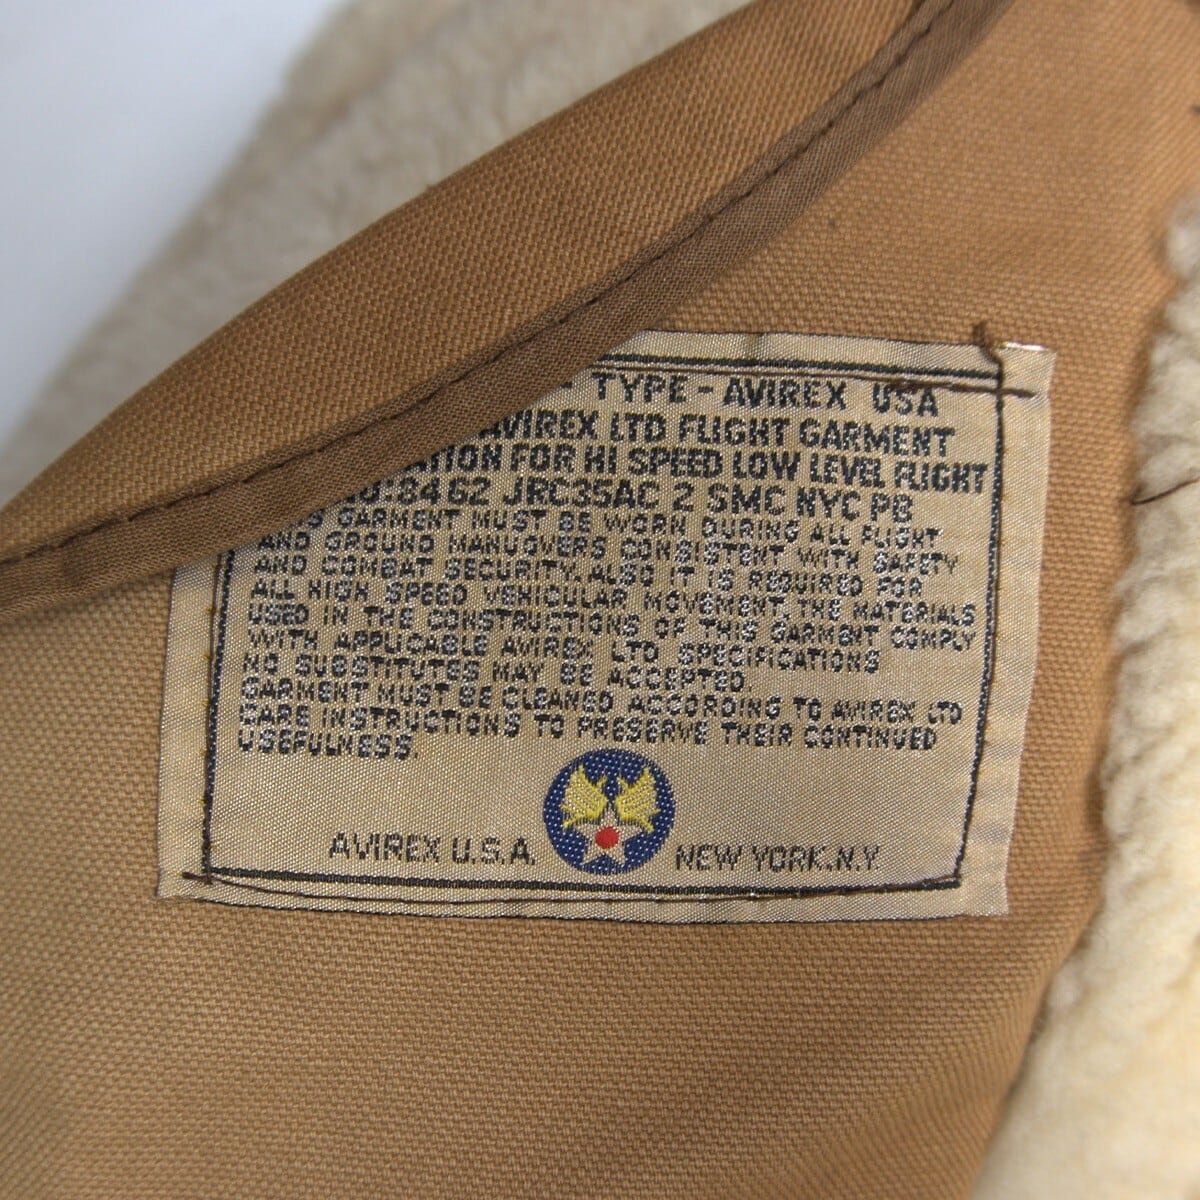 - TYPE - AVIREX USA
AVIREX LTD FLIGHT GARMENT
FOR HI SPEED LOW LEVEL FLIGHT
8462 JRC35AC 2 SMC NYC PB
GARMENT MUST BE WORN DURING ALL FLIGHT
AND GROUND MANUOVERS CONSISTENT WITH SAFETY
AND COMBAT SECURITY. ALSO IT IS REQUIRED FOR
ALL HIGH SPEED VEHICULAR MOVEMENT. THE MATERIALS
USED IN THE CONSTRUCTIONS OF THIS GARMENT COMPLY
WITH APPLICABLE AVIREX LTD SPECIFICATIONS
NO SUBSTITUTES MAY BE ACCEPTED.
GARMENT MUST BE CLEANED ACCORDING TO AVIREX LTD
CARE INSTRUCTIONS TO PRESERVE THEIR CONTINUED
USEFULNESS.
AVIREX U.S.A. NEW YORK.N.Y.